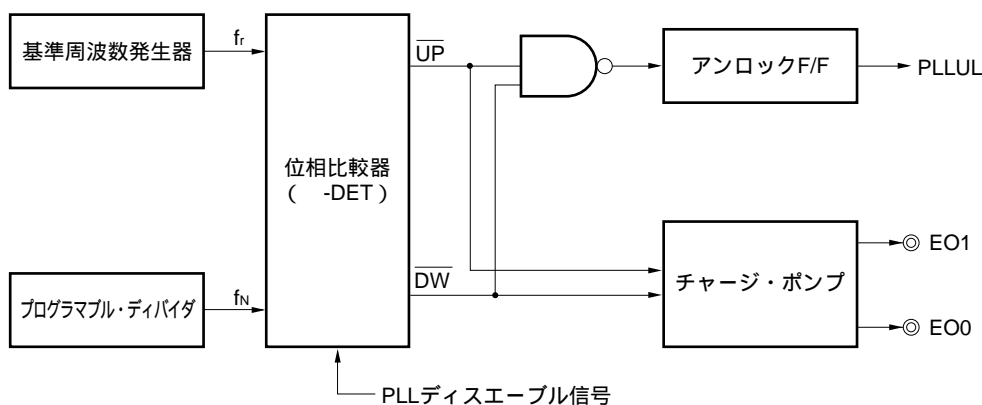 基準周波数発生器
fr
UP
アンロックF/F
PLLUL
位相比較器
( -DET)
プログラマブル・ディバイダ
fN
DW
チャージ・ポンプ
EO1
EO0
PLLディスエーブル信号